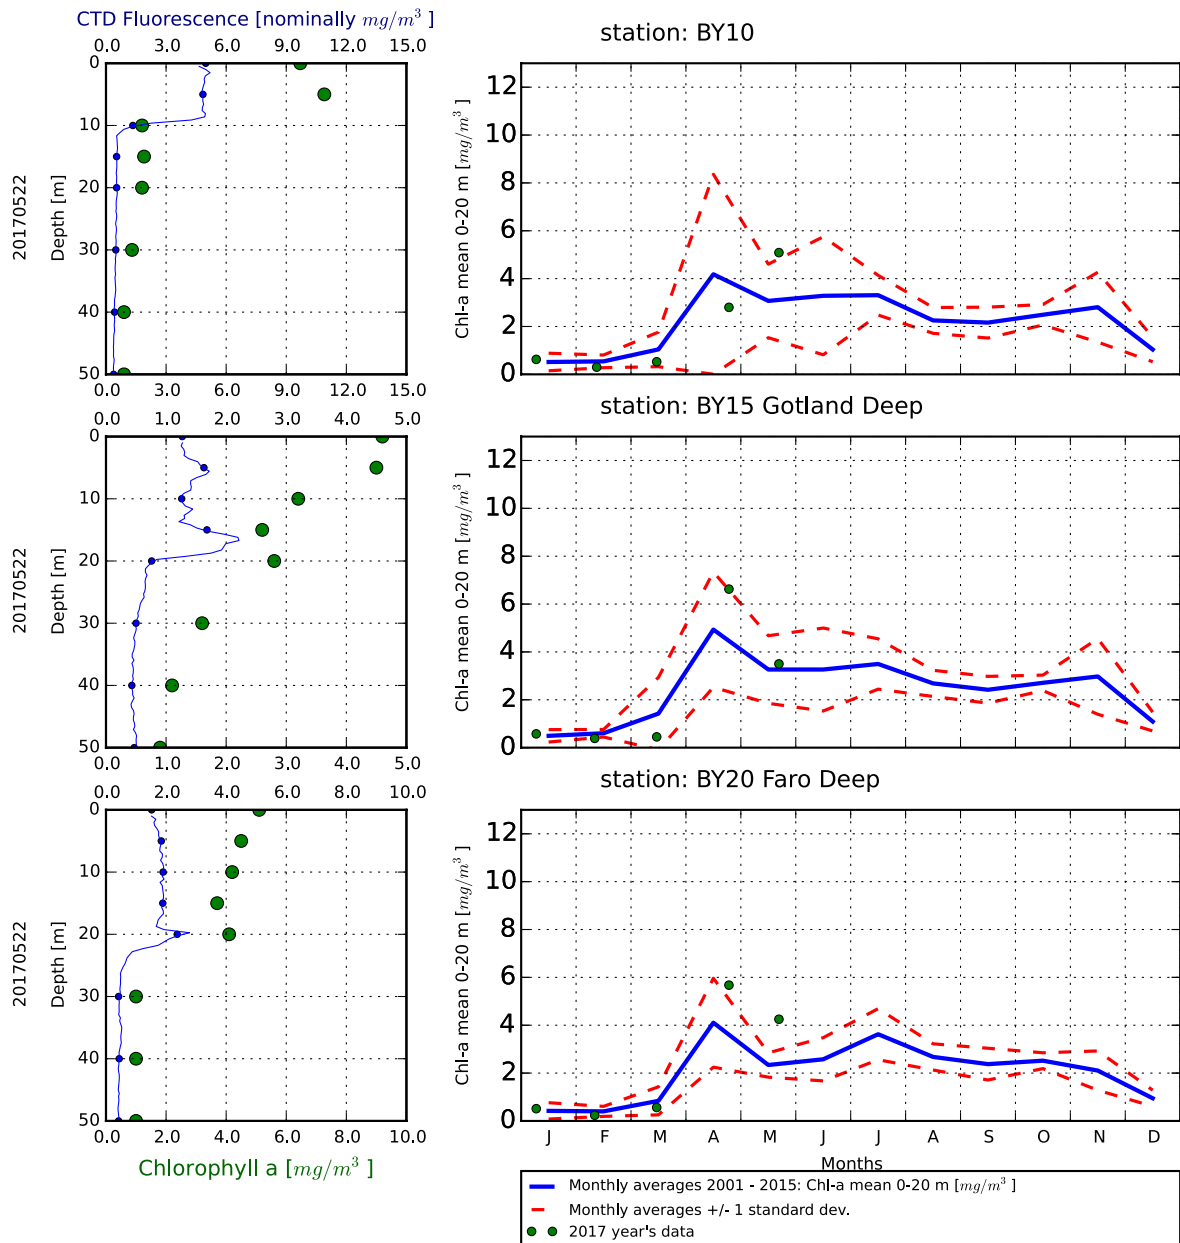 CTD Fluorescence [nominally mg/m³ ]
0.0 3.0 6.0 9.0 12.0 15.0
station: BY10
0
10
20
30
40
50
Depth [m]
20170522
0.0 3.0 6.0 9.0 12.0 15.0
12
10
8
6
4
2
0
Chl-a mean 0-20 m [mg/m³ ]
station: BY15 Gotland Deep
0.0 1.0 2.0 3.0 4.0 5.0
0
10
20
30
40
50
Depth [m]
20170522
0.0 1.0 2.0 3.0 4.0 5.0
12
10
8
6
4
2
0
Chl-a mean 0-20 m [mg/m³ ]
station: BY20 Faro Deep
0.0 2.0 4.0 6.0 8.0 10.0
0
10
20
30
40
50
Depth [m]
20170522
0.0 2.0 4.0 6.0 8.0 10.0
Chlorophyll a [mg/m³ ]
12
10
8
6
4
2
0
Chl-a mean 0-20 m [mg/m³ ]
J F M A M J J A S O N D
Months
Monthly averages 2001 - 2015: Chl-a mean 0-20 m [mg/m³ ]
Monthly averages +/- 1 standard dev.
2017 year's data